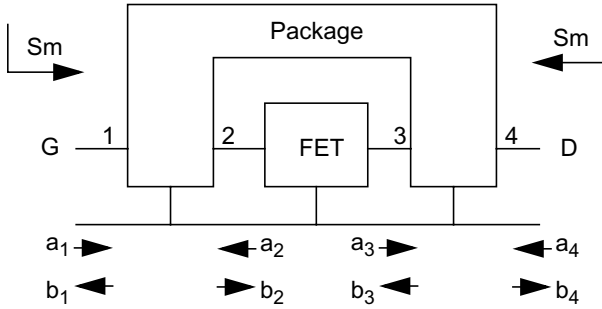 Package
Sm Sm
G 1 2 FET 3 4 D
a1 a2 a3 a4
b1 b2 b3 b4